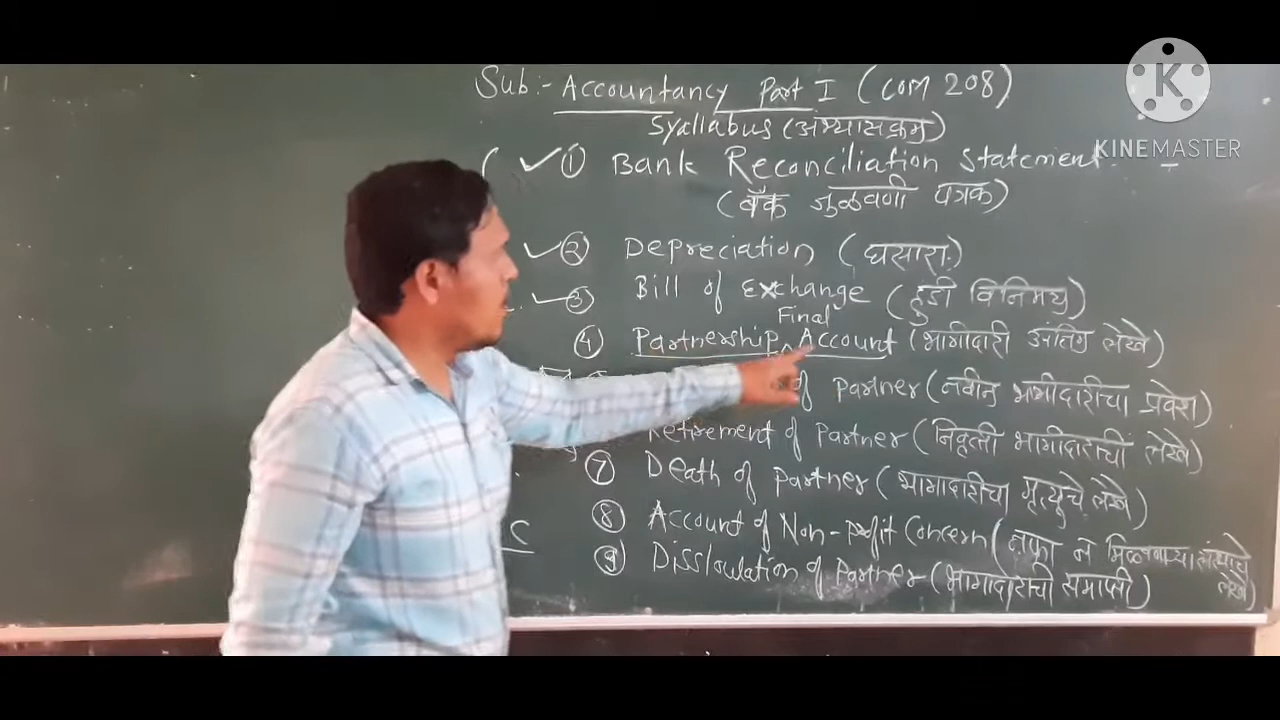 Sub:- Accountancy Part I (COM 208)
Syallabus (अभ्यासक्रम)
K
KINEMASTER
① Bank Reconciliation Statement
(बँक जुळवणी पत्रक)
② Depreciation (घसारा)
③ Bill of Exchange (हुंडी विनिमय)
Final
④ Partnership Account (भागीदारी अंतिम लेखे)
of Partner (नवीन भागीदारीचा प्रवेश)
Retirement of Partner (निवृत्ती भागीदाराची लेखे)
⑦ Death of Partner (भागीदारीचा मृत्यूचे लेखे)
⑧ Account of Non-Profit Concern (नफा न लेखे)
⑨ Disslowlation of Partner (भागीदारीची समाप्ती)
C